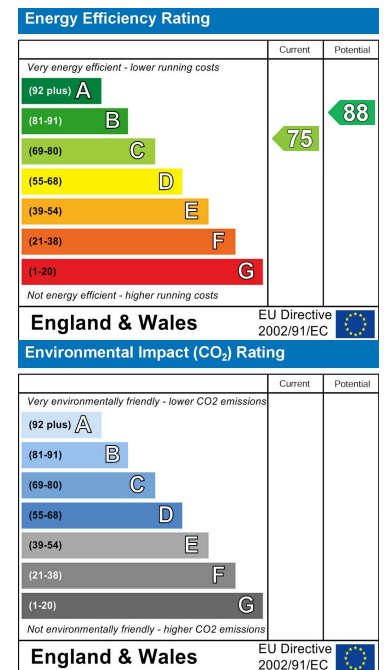 Energy Efficiency Rating
Current Potential
Very energy efficient - lower running costs
(92 plus) A
(81-91) B
88
(69-80) C
75
(55-68) D
(39-54) E
(21-38) F
(1-20) G
Not energy efficient - higher running costs
England & Wales
EU Directive
2002/91/EC
Environmental Impact (CO₂) Rating
Current Potential
Very environmentally friendly - lower CO2 emissions
(92 plus) A
(81-91) B
(69-80) C
(55-68) D
(39-54) E
(21-38) F
(1-20) G
Not environmentally friendly - higher CO2 emissions
England & Wales
EU Directive
2002/91/EC